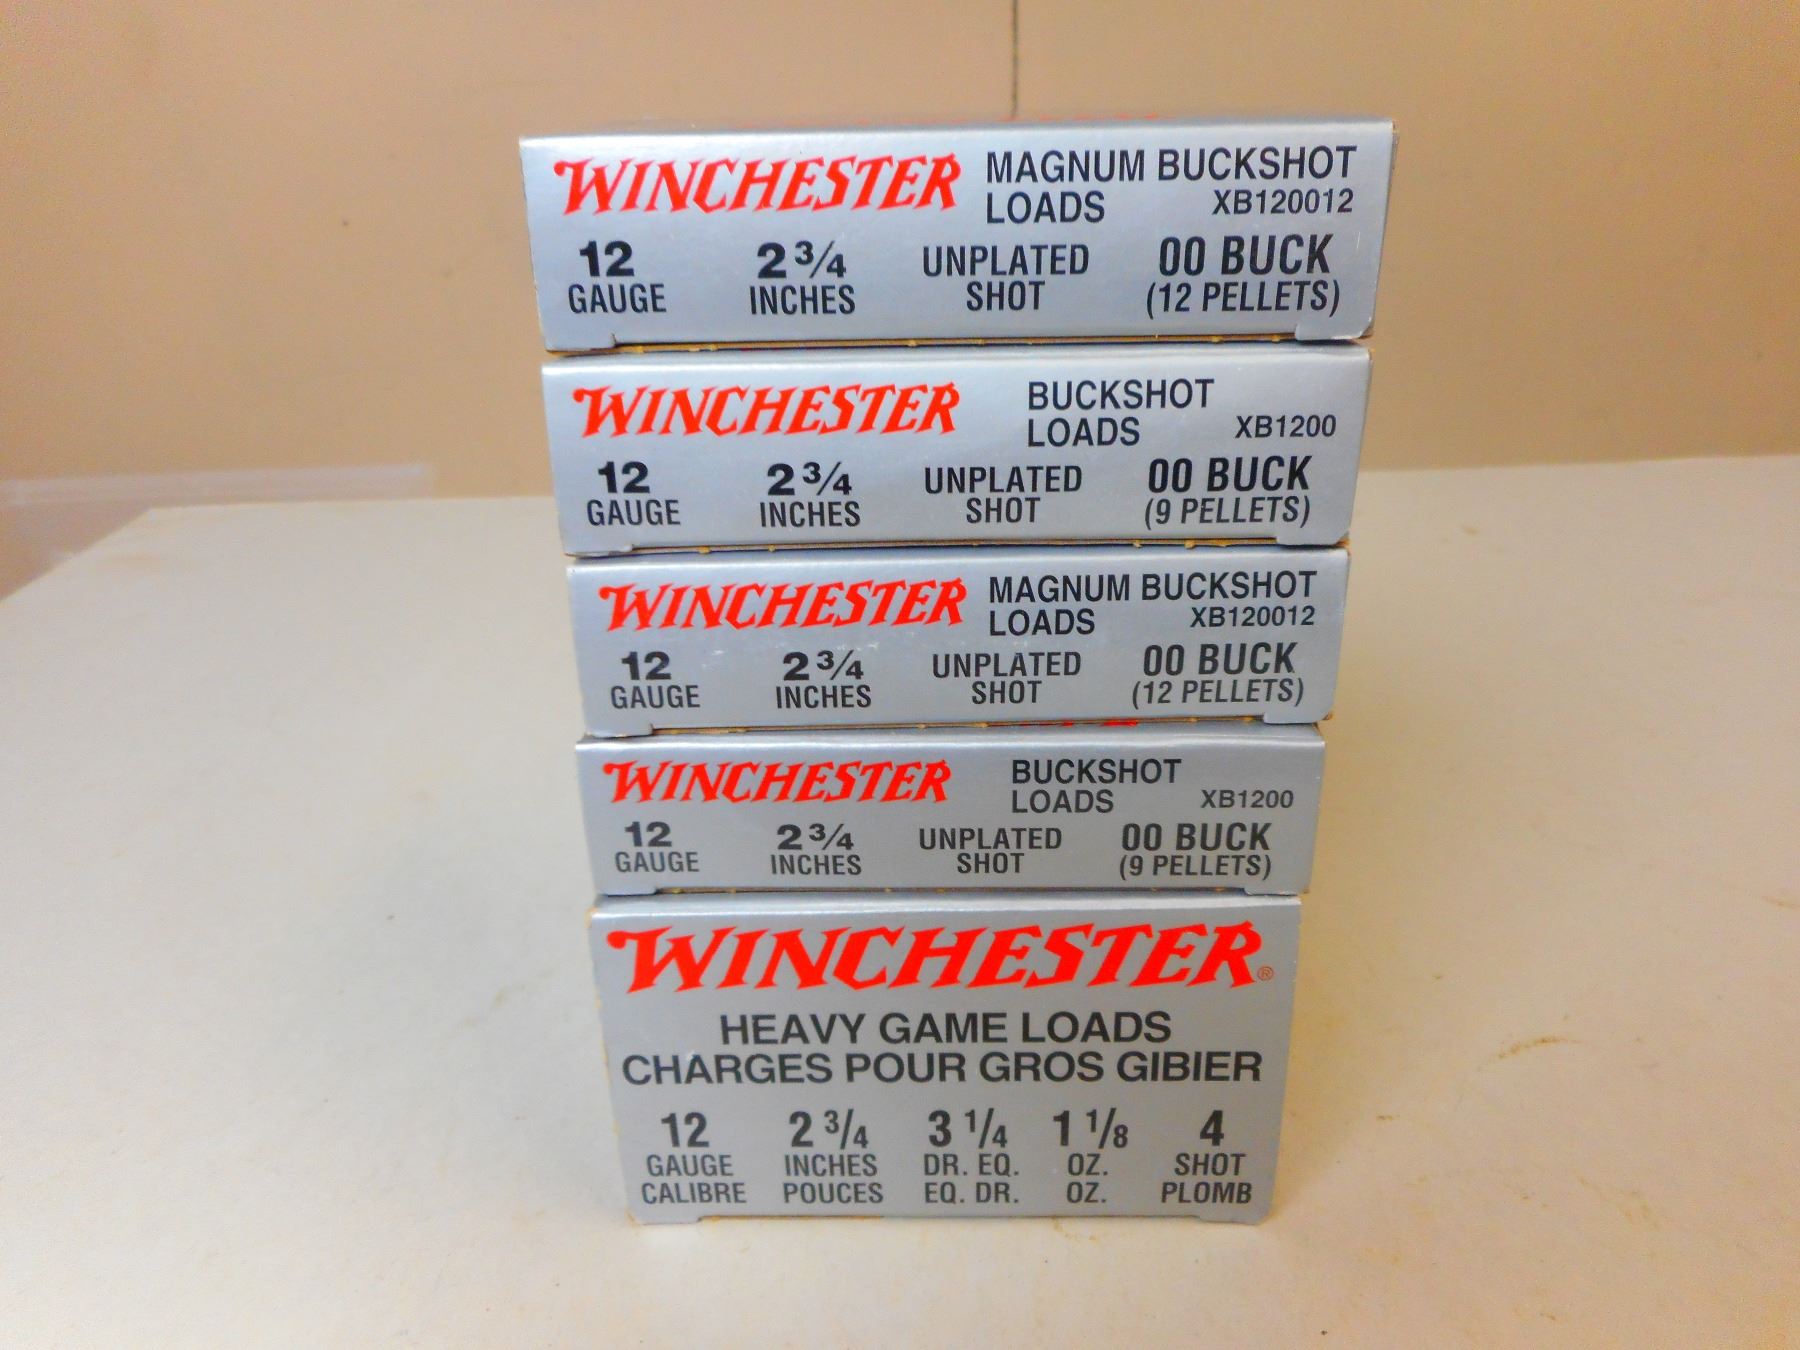 WINCHESTER MAGNUM BUCKSHOT
LOADS XB120012
12 2 3/4 UNPLATED 00 BUCK
GAUGE INCHES SHOT (12 PELLETS)
WINCHESTER BUCKSHOT
LOADS XB1200
12 2 3/4 UNPLATED 00 BUCK
GAUGE INCHES SHOT (9 PELLETS)
WINCHESTER MAGNUM BUCKSHOT
LOADS XB120012
12 2 3/4 UNPLATED 00 BUCK
GAUGE INCHES SHOT (12 PELLETS)
WINCHESTER BUCKSHOT
LOADS XB1200
12 2 3/4 UNPLATED 00 BUCK
GAUGE INCHES SHOT (9 PELLETS)
WINCHESTER®
HEAVY GAME LOADS
CHARGES POUR GROS GIBIER
12 2 3/4 3 1/4 1 1/8 4
GAUGE INCHES DR. EQ. OZ. SHOT
CALIBRE POUCES EQ. DR. OZ. PLOMB